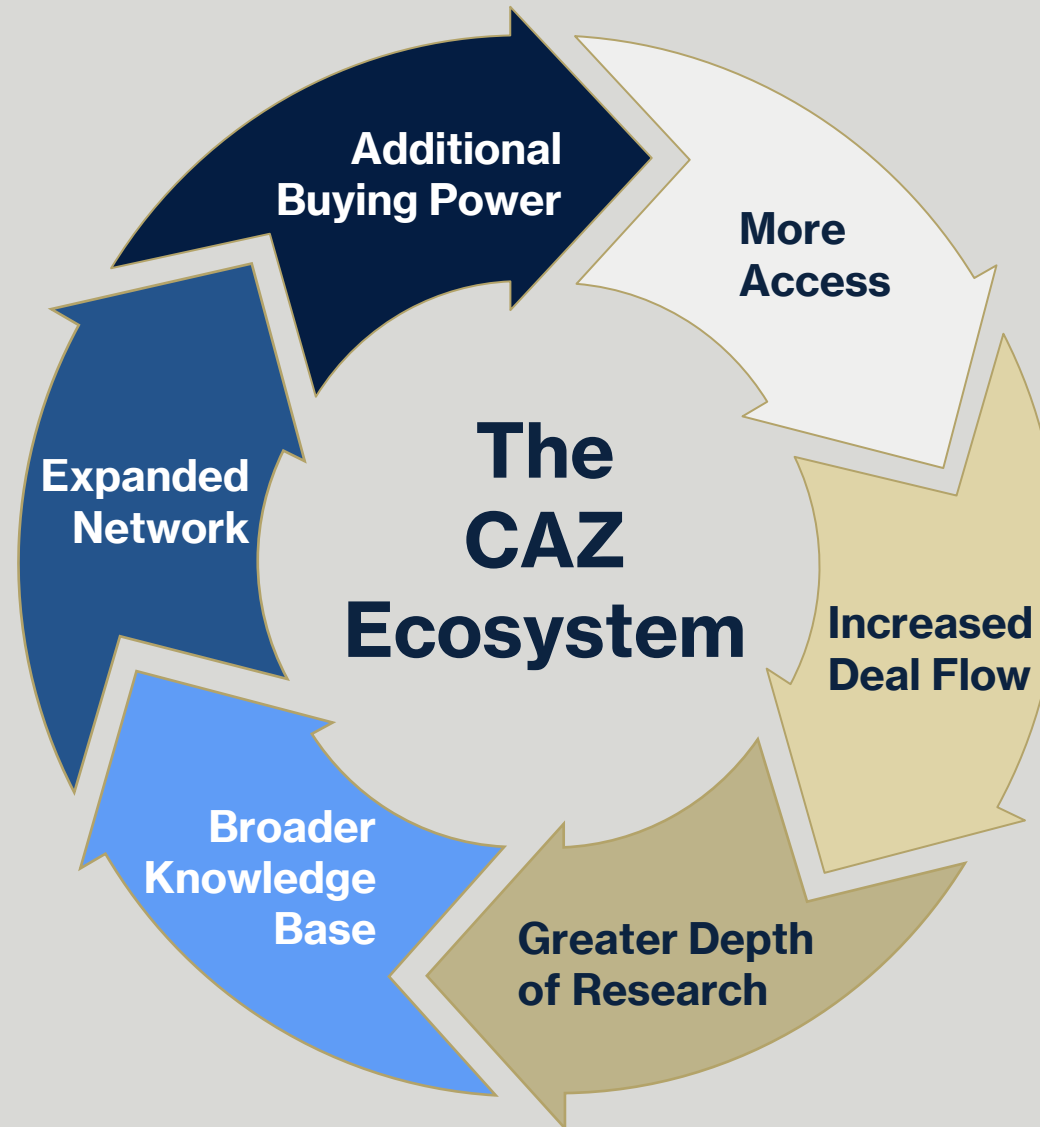 Additional
Buying Power
More
Access
Increased
Deal Flow
Greater Depth
of Research
Broader
Knowledge
Base
Expanded
Network
The
CAZ
Ecosystem